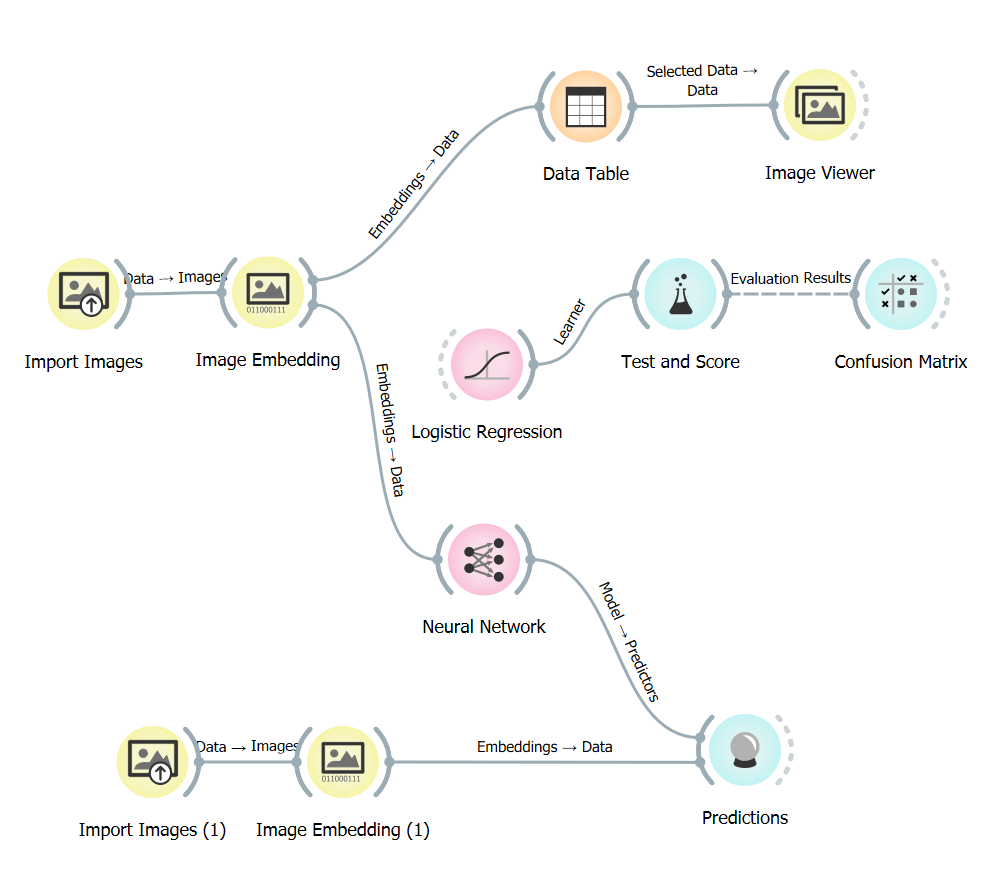 Selected Data →
Data
Data Table
Image Viewer
Embeddings → Data
Data → Images
011000111
Import Images
Image Embedding
Learner
Evaluation Results
Test and Score
Confusion Matrix
Logistic Regression
Embeddings → Data
Neural Network
Model → Predictors
Data → Images
011000111
Embeddings → Data
Import Images (1)
Image Embedding (1)
Predictions